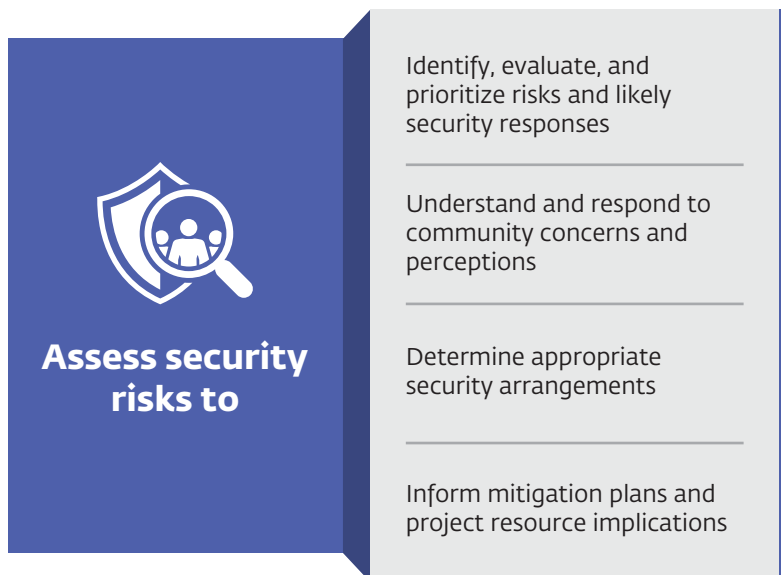 Assess security
risks to
Identify, evaluate, and
prioritize risks and likely
security responses
Understand and respond to
community concerns and
perceptions
Determine appropriate
security arrangements
Inform mitigation plans and
project resource implications